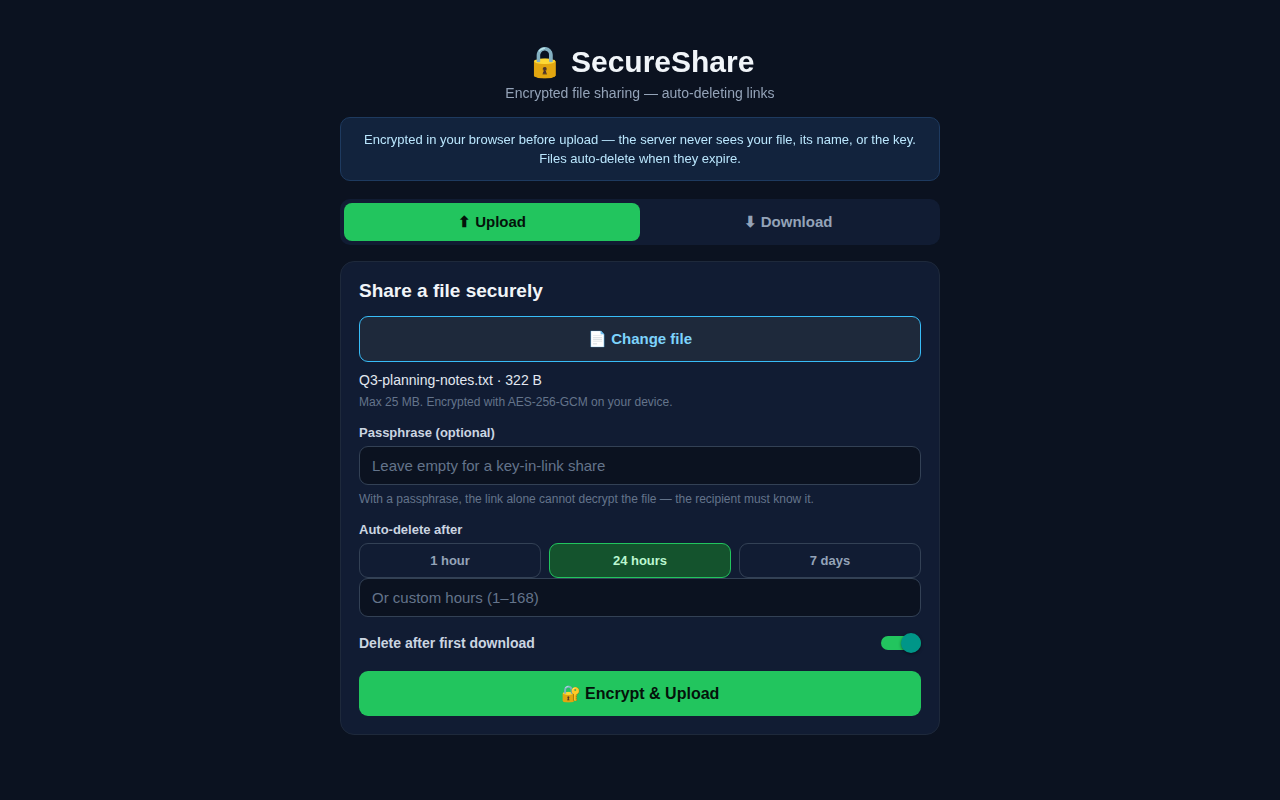 🔒 SecureShare
Encrypted file sharing — auto-deleting links
Encrypted in your browser before upload — the server never sees your file, its name, or the key.
Files auto-delete when they expire.
⬆ Upload
⬇ Download
Share a file securely
📄 Change file
Q3-planning-notes.txt · 322 B
Max 25 MB. Encrypted with AES-256-GCM on your device.
Passphrase (optional)
Leave empty for a key-in-link share
With a passphrase, the link alone cannot decrypt the file — the recipient must know it.
Auto-delete after
1 hour
24 hours
7 days
Or custom hours (1–168)
Delete after first download
🔐 Encrypt & Upload